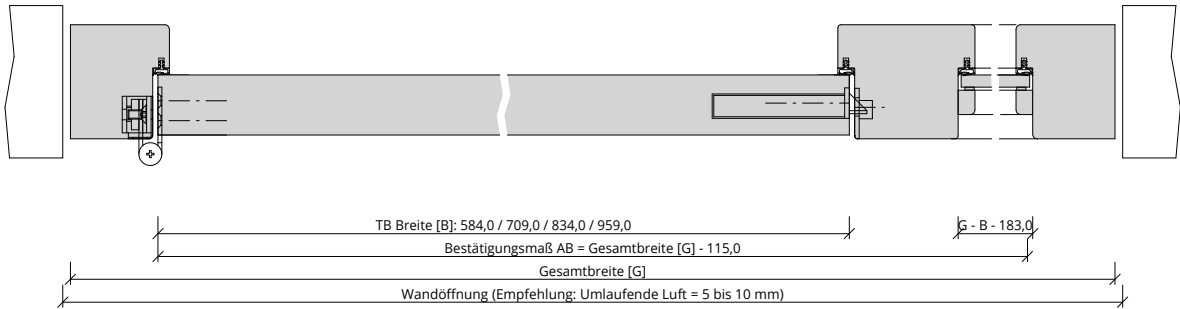 TB Breite [B]: 584,0 / 709,0 / 834,0 / 959,0
G - B - 183,0
Bestätigungsmaß AB = Gesamtbreite [G] - 115,0
Gesamtbreite [G]
Wandöffnung (Empfehlung: Umlaufende Luft = 5 bis 10 mm)